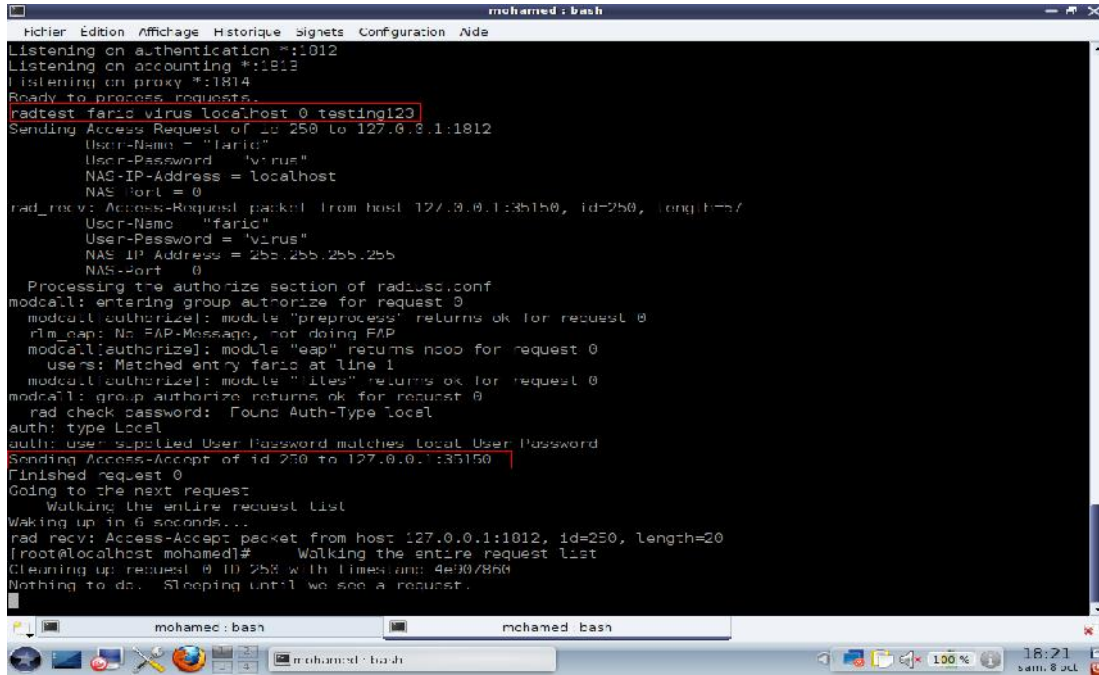 mohamed : bash
Fichier Édition Affichage Historique Signets Configuration Aide
Listening on authentication *:1812
Listening on accounting *:1813
Listening on proxy *:1814
Ready to process requests.
radtest farid virus localhost 0 testing123
Sending Access Request of id 250 to 127.0.0.1:1812
User-Name = "farid"
User-Password = "virus"
NAS-IP-Address = localhost
NAS Port = 0
rad_recv: Access-Request packet from host 127.0.0.1:35150, id=250, length=57
User-Name = "farid"
User-Password = "virus"
NAS IP Address = 255.255.255.255
NAS-Port = 0
Processing the authorize section of radiusd.conf
modcall: entering group authorize for request 0
modcall[authorize]: module "preprocess" returns ok for request 0
rlm_eap: No EAP-Message, not doing EAP
modcall[authorize]: module "eap" returns noop for request 0
users: Matched entry farid at line 1
modcall[authorize]: module "files" returns ok for request 0
modcall: group authorize returns ok for request 0
rad check password: Found Auth-Type local
auth: type Local
auth: user supplied User Password matches local User Password
Sending Access-Accept of id 250 to 127.0.0.1:35150
Finished request 0
Going to the next request
Walking the entire request list
Waking up in 6 seconds...
rad recv: Access-Accept packet from host 127.0.0.1:1812, id=250, length=20
[root@localhost mohamed]# Walking the entire request list
Cleaning up request 0 ID 250 with timestamp 4e907860
Nothing to do. Sleeping until we see a request.
mohamed : bash
mohamed : bash
mohamed : bash
100 %
18:21
sam. 8 oct